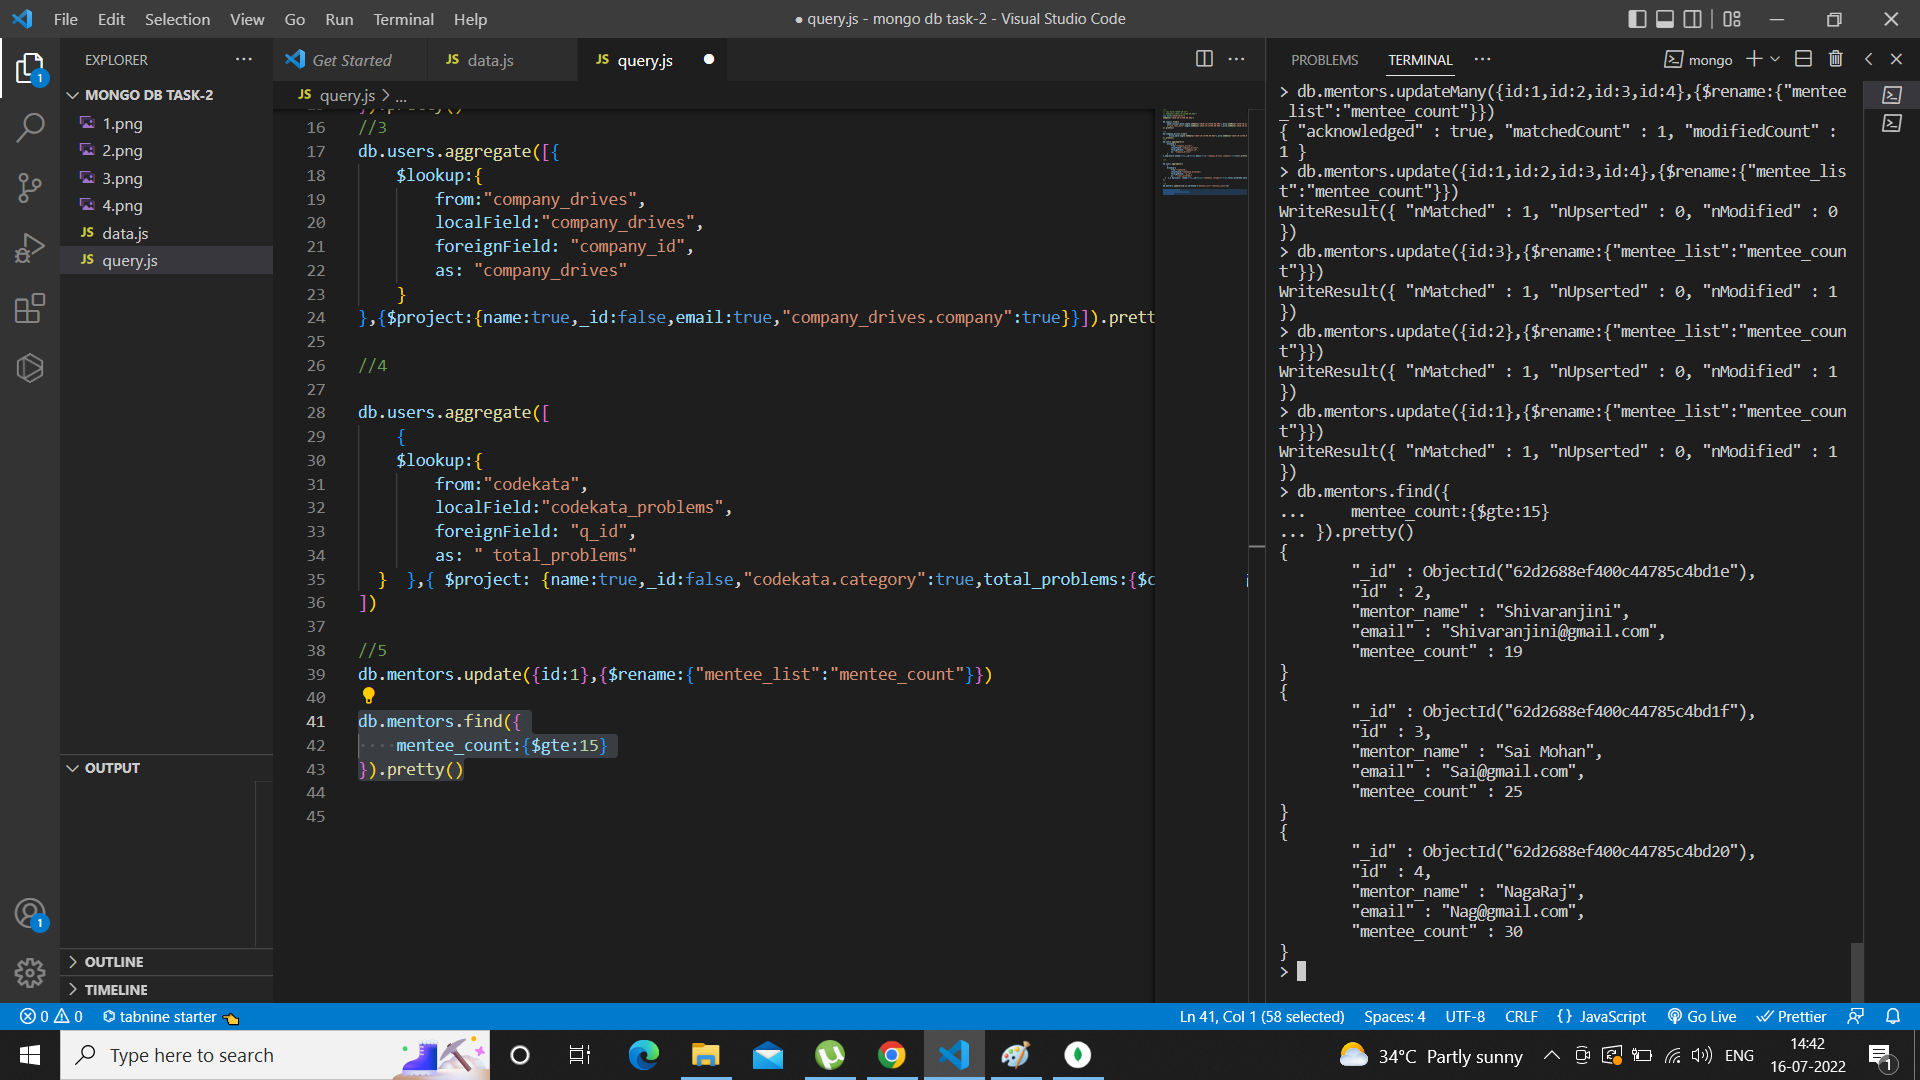 File Edit Selection View Go Run Terminal Help
● query.js - mongo db task-2 - Visual Studio Code
EXPLORER
MONGO DB TASK-2
1.png
2.png
3.png
4.png
JS data.js
JS query.js
OUTPUT
OUTLINE
TIMELINE
1
1
Get Started
JS data.js
JS query.js
JS query.js > ...
16 //3
17 db.users.aggregate([{
18 $lookup:{
19 from:"company_drives",
20 localField:"company_drives",
21 foreignField: "company_id",
22 as: "company_drives"
23 }
24 },{$project:{name:true,_id:false,email:true,"company_drives.company":true}}]).prett
25
26 //4
27
28 db.users.aggregate([
29 {
30 $lookup:{
31 from:"codekata",
32 localField:"codekata_problems",
33 foreignField: "q_id",
34 as: " total_problems"
35 } },{ $project: {name:true,_id:false,"codekata.category":true,total_problems:{$c
36 ])
37
38 //5
39 db.mentors.update({id:1},{$rename:{"mentee_list":"mentee_count"}})
40
41 db.mentors.find({
42 ····mentee_count:{$gte:15}
43 }).pretty()
44
45
PROBLEMS TERMINAL ··· mongo
> db.mentors.updateMany({id:1,id:2,id:3,id:4},{$rename:{"mentee
_list":"mentee_count"}})
{ "acknowledged" : true, "matchedCount" : 1, "modifiedCount" :
1 }
> db.mentors.update({id:1,id:2,id:3,id:4},{$rename:{"mentee_lis
t":"mentee_count"}})
WriteResult({ "nMatched" : 1, "nUpserted" : 0, "nModified" : 0
})
> db.mentors.update({id:3},{$rename:{"mentee_list":"mentee_coun
t"}})
WriteResult({ "nMatched" : 1, "nUpserted" : 0, "nModified" : 1
})
> db.mentors.update({id:2},{$rename:{"mentee_list":"mentee_coun
t"}})
WriteResult({ "nMatched" : 1, "nUpserted" : 0, "nModified" : 1
})
> db.mentors.update({id:1},{$rename:{"mentee_list":"mentee_coun
t"}})
WriteResult({ "nMatched" : 1, "nUpserted" : 0, "nModified" : 1
})
> db.mentors.find({
... mentee_count:{$gte:15}
... }).pretty()
{
"_id" : ObjectId("62d2688ef400c44785c4bd1e"),
"id" : 2,
"mentor_name" : "Shivaranjini",
"email" : "Shivaranjini@gmail.com",
"mentee_count" : 19
}
{
"_id" : ObjectId("62d2688ef400c44785c4bd1f"),
"id" : 3,
"mentor_name" : "Sai Mohan",
"email" : "Sai@gmail.com",
"mentee_count" : 25
}
{
"_id" : ObjectId("62d2688ef400c44785c4bd20"),
"id" : 4,
"mentor_name" : "NagaRaj",
"email" : "Nag@gmail.com",
"mentee_count" : 30
}
>
0 0 tabnine starter
Ln 41, Col 1 (58 selected) Spaces: 4 UTF-8 CRLF {} JavaScript Go Live Prettier
Type here to search
34°C Partly sunny
ENG
14:42
16-07-2022
1